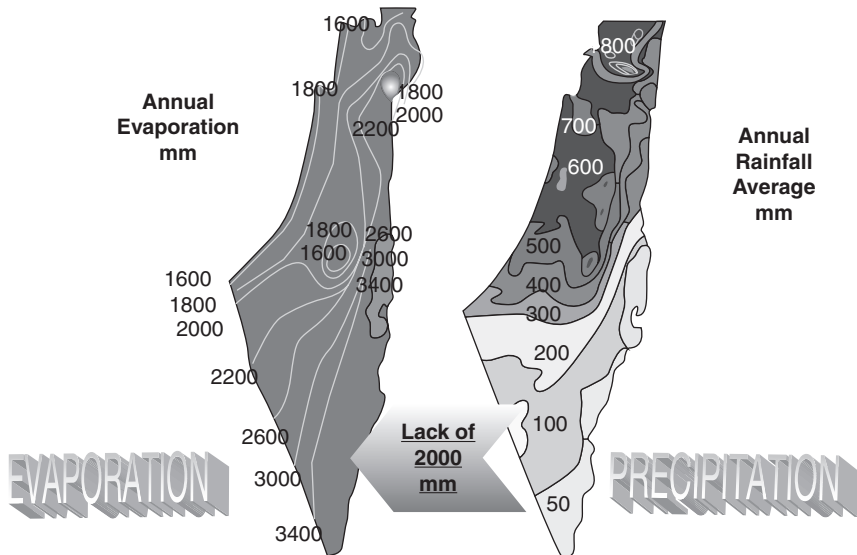 Annual
Evaporation
mm
1600
1800
1800
2000
2200
1800
1600
2600
3000
3400
1600
1800
2000
2200
2600
3000
3400
EVAPORATION
Lack of
2000
mm
Annual
Rainfall
Average
mm
800
700
600
500
400
300
200
100
50
PRECIPITATION